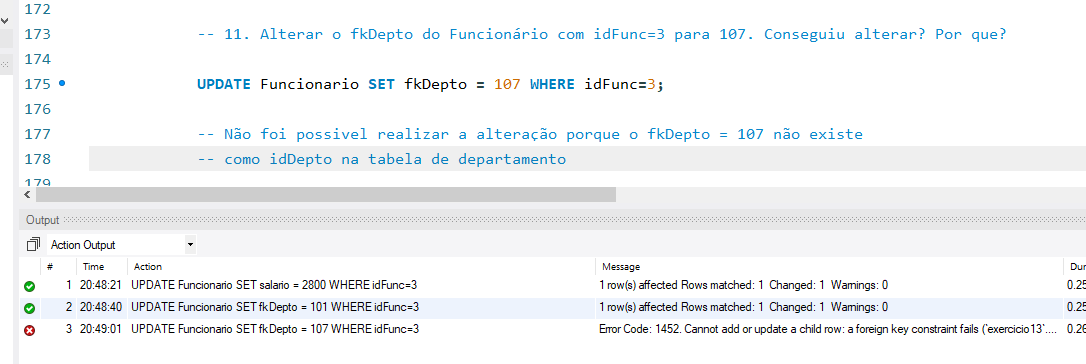 172
173 -- 11. Alterar o fkDepto do Funcionário com idFunc=3 para 107. Conseguiu alterar? Por que?
174
175 UPDATE Funcionario SET fkDepto = 107 WHERE idFunc=3;
176
177 -- Não foi possivel realizar a alteração porque o fkDepto = 107 não existe
178 -- como idDepto na tabela de departamento
179
Output
Action Output
# Time Action Message Dur
1 20:48:21 UPDATE Funcionario SET salario = 2800 WHERE idFunc=3 1 row(s) affected Rows matched: 1 Changed: 1 Warnings: 0 0.25
2 20:48:40 UPDATE Funcionario SET fkDepto = 101 WHERE idFunc=3 1 row(s) affected Rows matched: 1 Changed: 1 Warnings: 0 0.25
3 20:49:01 UPDATE Funcionario SET fkDepto = 107 WHERE idFunc=3 Error Code: 1452. Cannot add or update a child row: a foreign key constraint fails (`exercicio13`.... 0.26